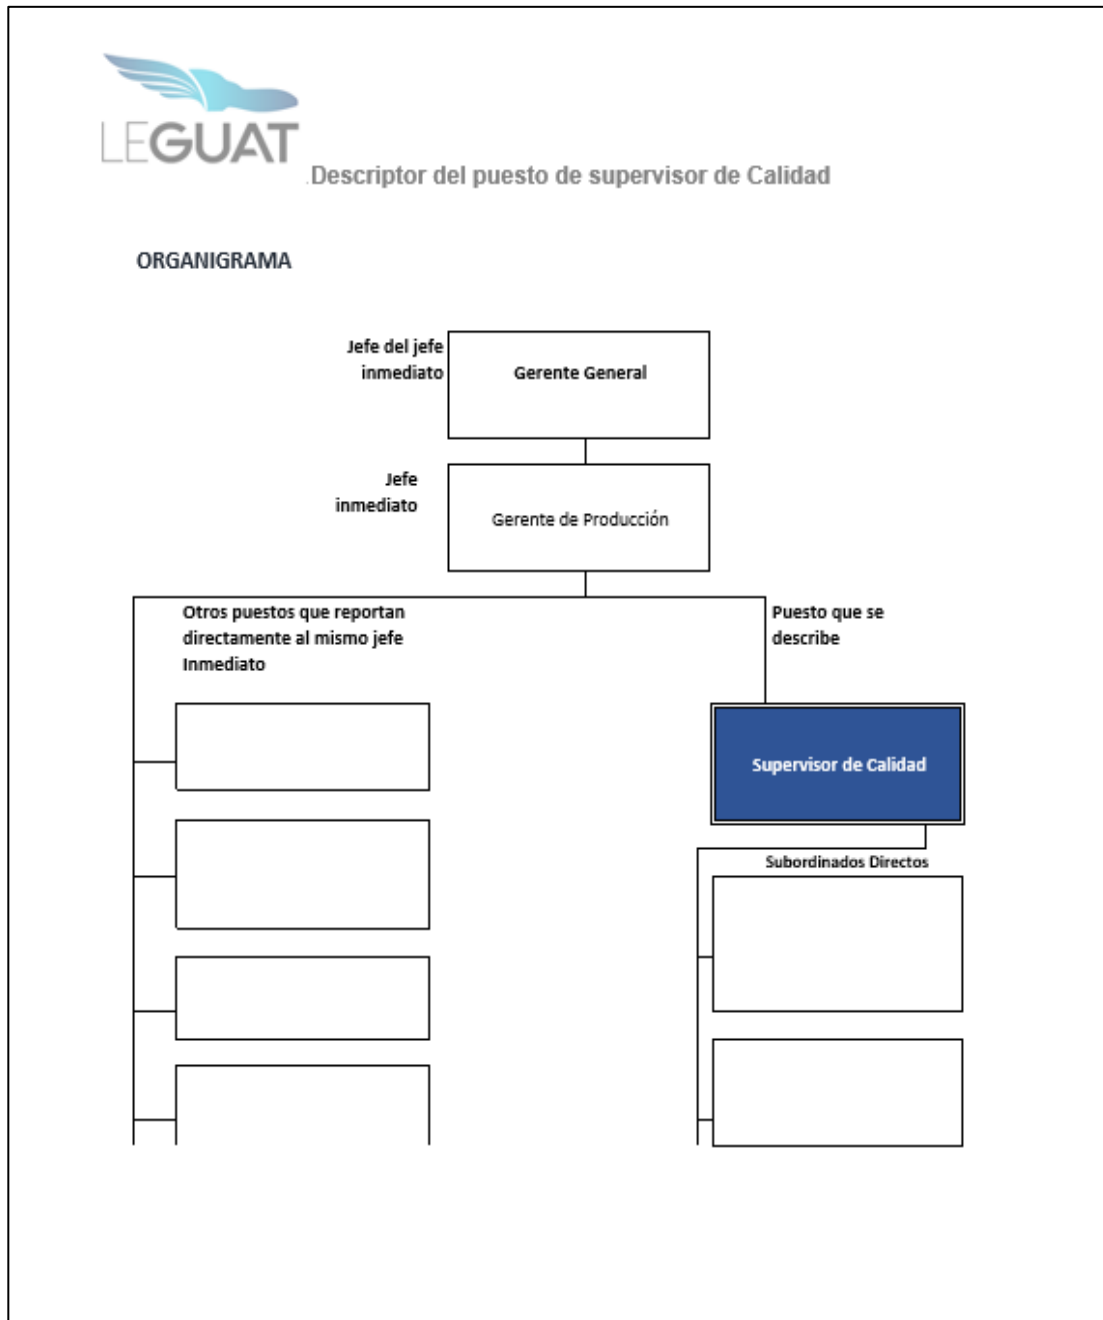 LEGUAT
.Descriptor del puesto de supervisor de Calidad
ORGANIGRAMA
Jefe del jefe
inmediato
Gerente General
Jefe
inmediato
Gerente de Producción
Otros puestos que reportan
directamente al mismo jefe
Inmediato
Puesto que se
describe
Supervisor de Calidad
Subordinados Directos